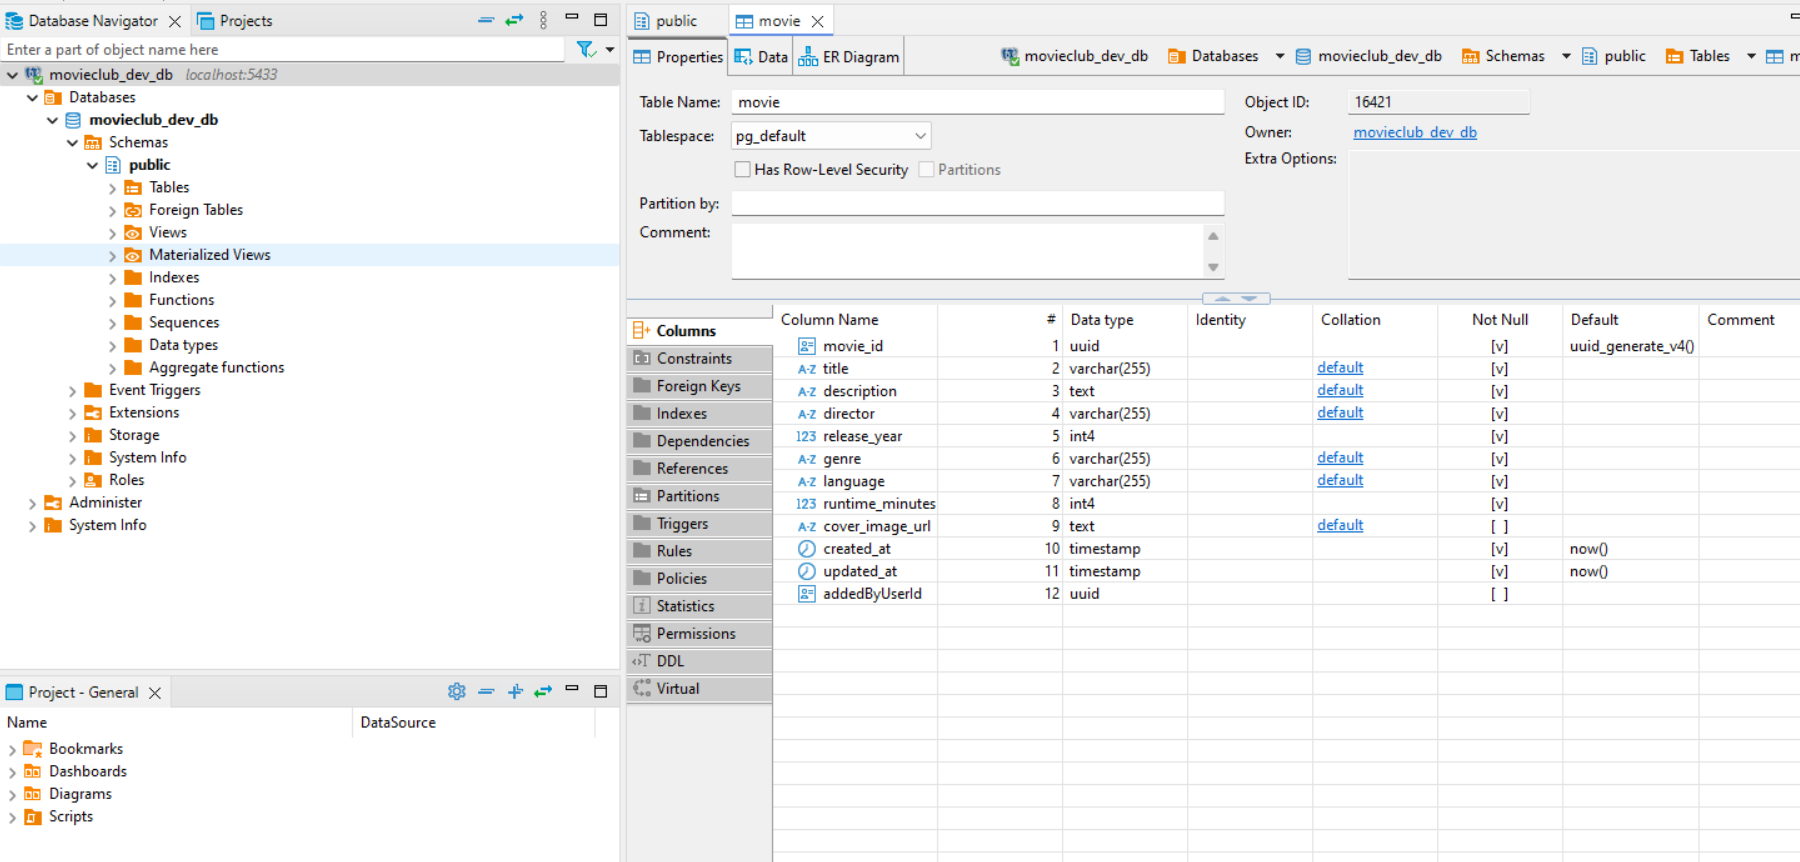 Database Navigator
Projects
Enter a part of object name here
movieclub_dev_db localhost:5433
Databases
movieclub_dev_db
Schemas
public
Tables
Foreign Tables
Views
Materialized Views
Indexes
Functions
Sequences
Data types
Aggregate functions
Event Triggers
Extensions
Storage
System Info
Roles
Administer
System Info
Project - General
Name DataSource
Bookmarks
Dashboards
Diagrams
Scripts
public movie
Properties Data ER Diagram movieclub_dev_db Databases movieclub_dev_db Schemas public Tables m
Table Name: movie
Tablespace: pg_default
Has Row-Level Security Partitions
Partition by:
Comment:
Object ID: 16421
Owner: movieclub_dev_db
Extra Options:
Columns
Constraints
Foreign Keys
Indexes
Dependencies
References
Partitions
Triggers
Rules
Policies
Statistics
Permissions
DDL
Virtual
Column Name # Data type Identity Collation Not Null Default Comment
movie_id 1 uuid [v] uuid_generate_v4()
A-Z title 2 varchar(255) default [v]
A-Z description 3 text default [v]
A-Z director 4 varchar(255) default [v]
123 release_year 5 int4 [v]
A-Z genre 6 varchar(255) default [v]
A-Z language 7 varchar(255) default [v]
123 runtime_minutes 8 int4 [v]
A-Z cover_image_url 9 text default [ ]
created_at 10 timestamp [v] now()
updated_at 11 timestamp [v] now()
addedByUserId 12 uuid [ ]